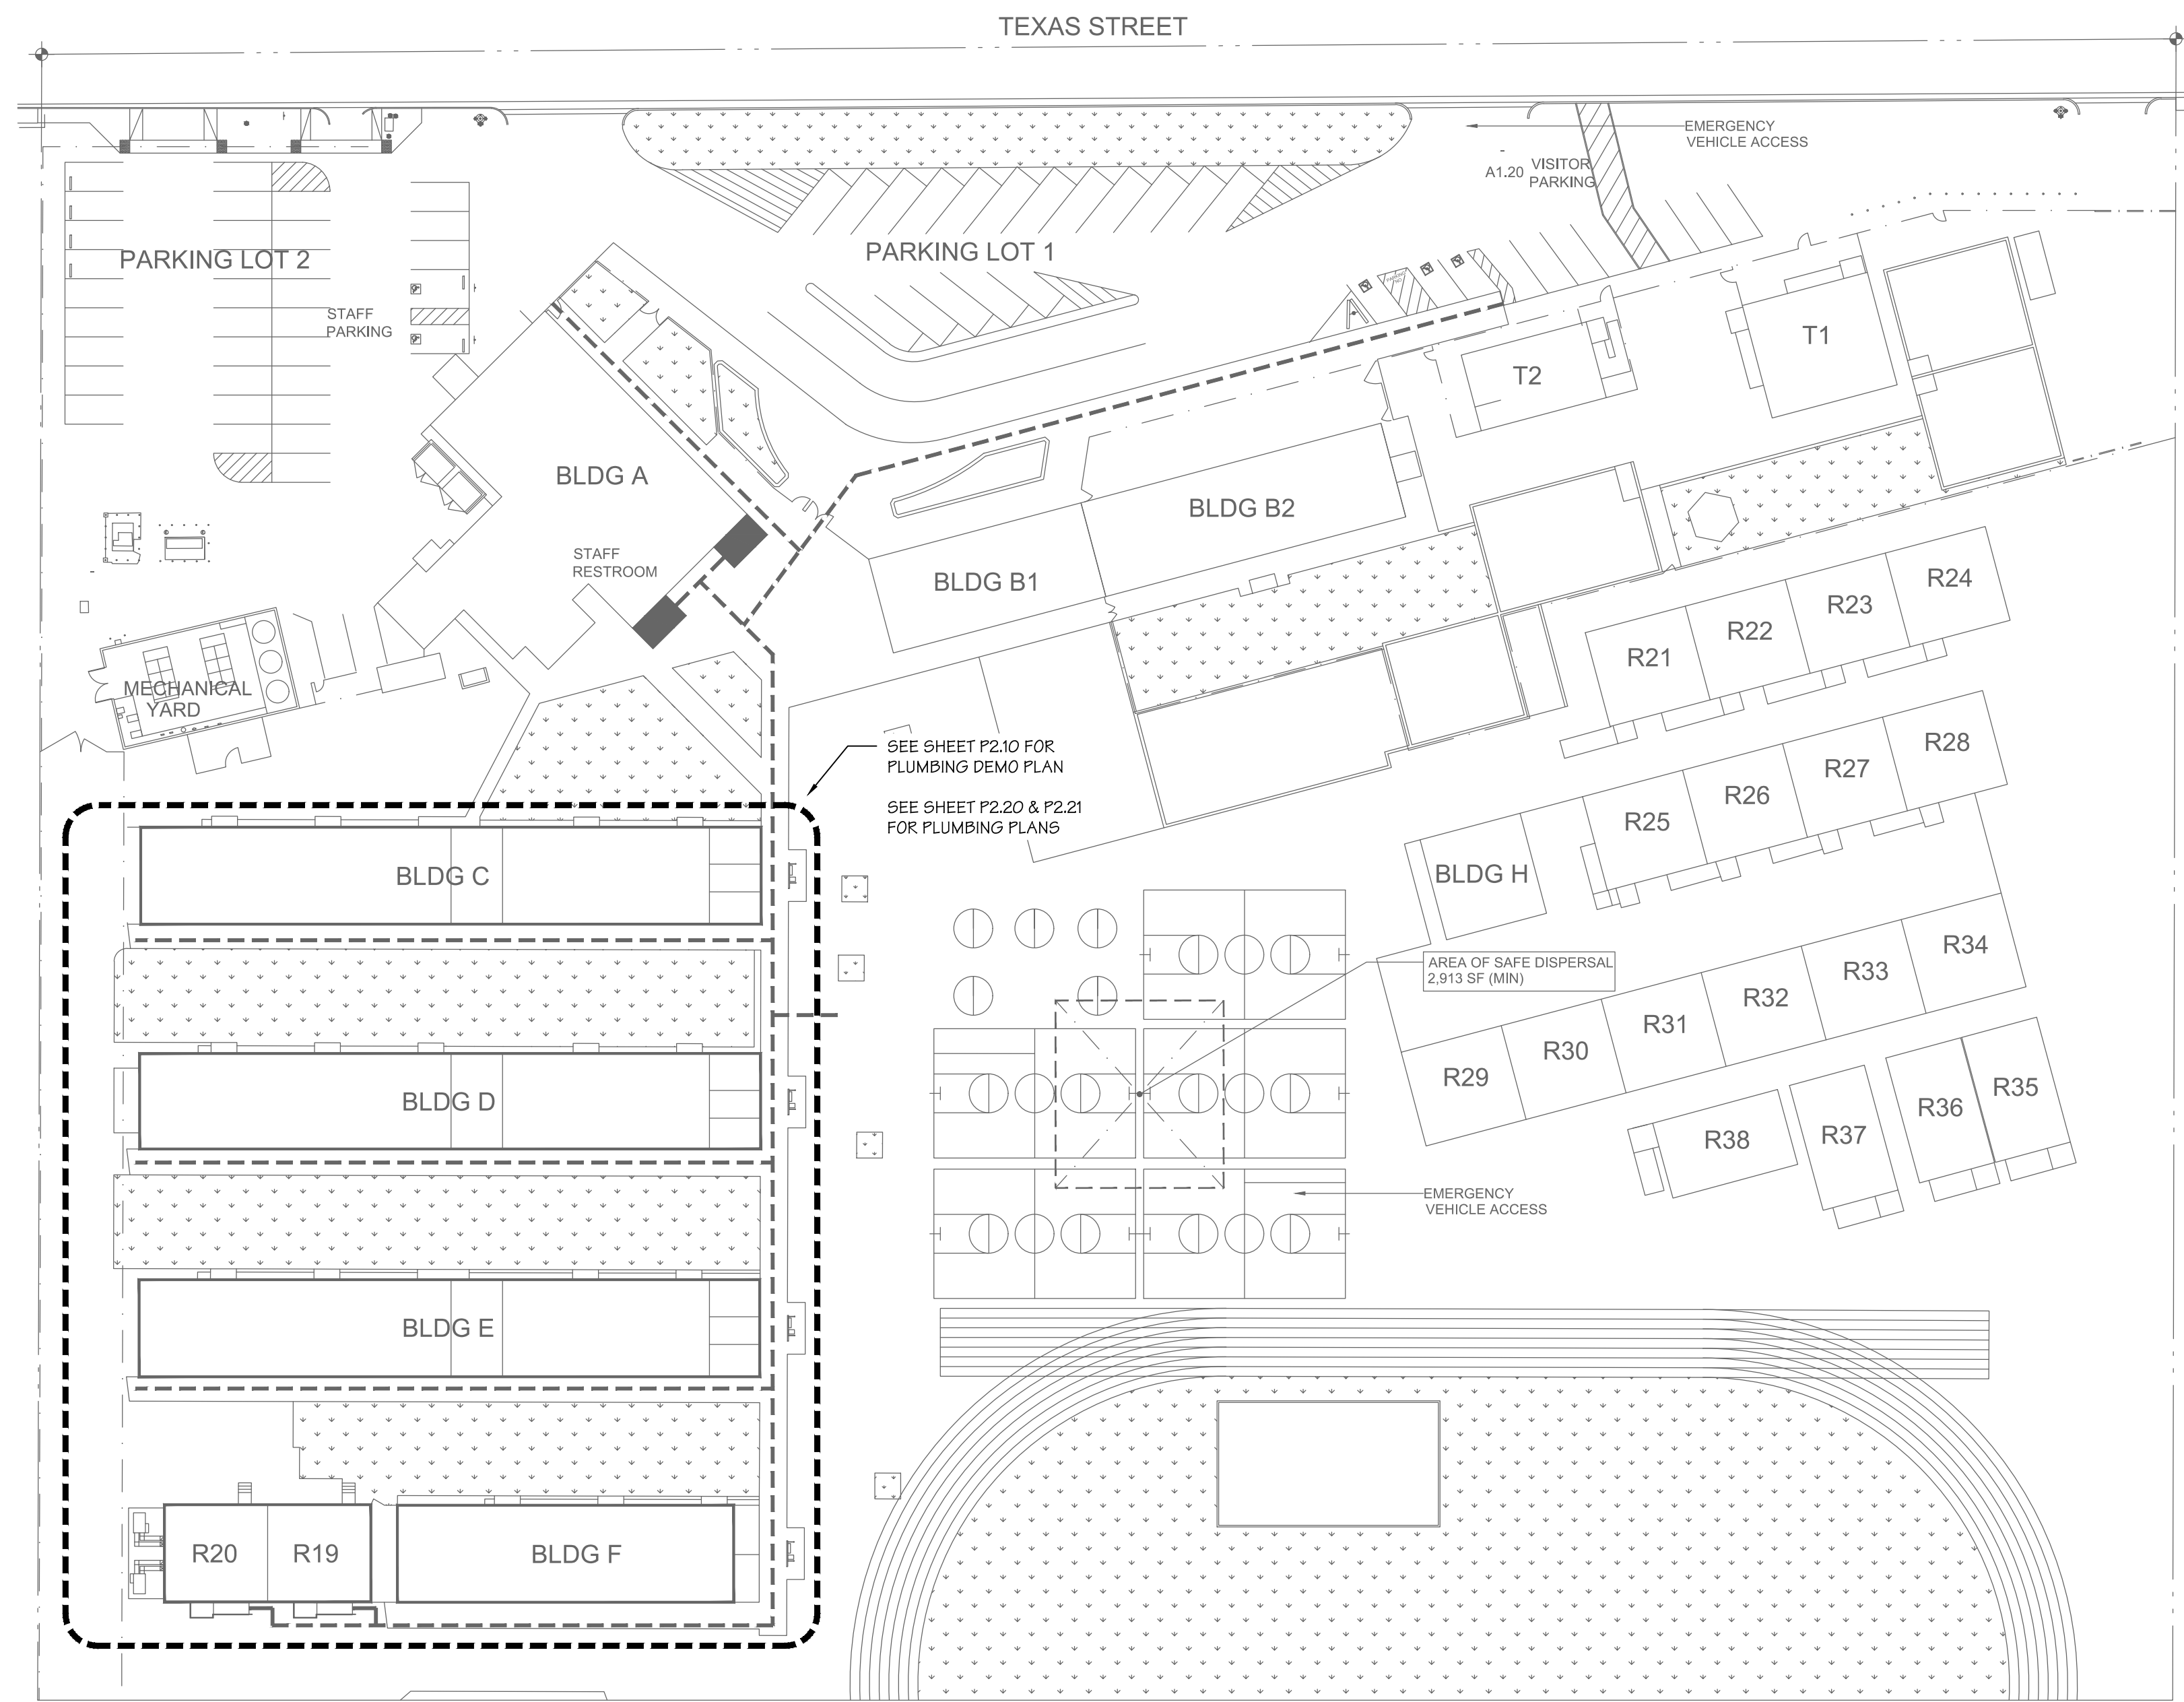 TEXAS STREET
EMERGENCY
VEHICLE ACCESS
A1.20
VISITOR
PARKING
PARKING LOT 2
PARKING LOT 1
STAFF
PARKING
T1
T2
BLDG A
BLDG B2
STAFF
RESTROOM
BLDG B1
R24
R23
R22
R21
MECHANICAL
YARD
SEE SHEET P2.10 FOR
PLUMBING DEMO PLAN
SEE SHEET P2.20 & P2.21
FOR PLUMBING PLANS
R28
R27
R26
R25
BLDG C
BLDG H
AREA OF SAFE DISPERSAL
2,913 SF (MIN)
R34
R33
R32
R31
R30
R29
BLDG D
R35
R36
R37
R38
EMERGENCY
VEHICLE ACCESS
BLDG E
R20
R19
BLDG F